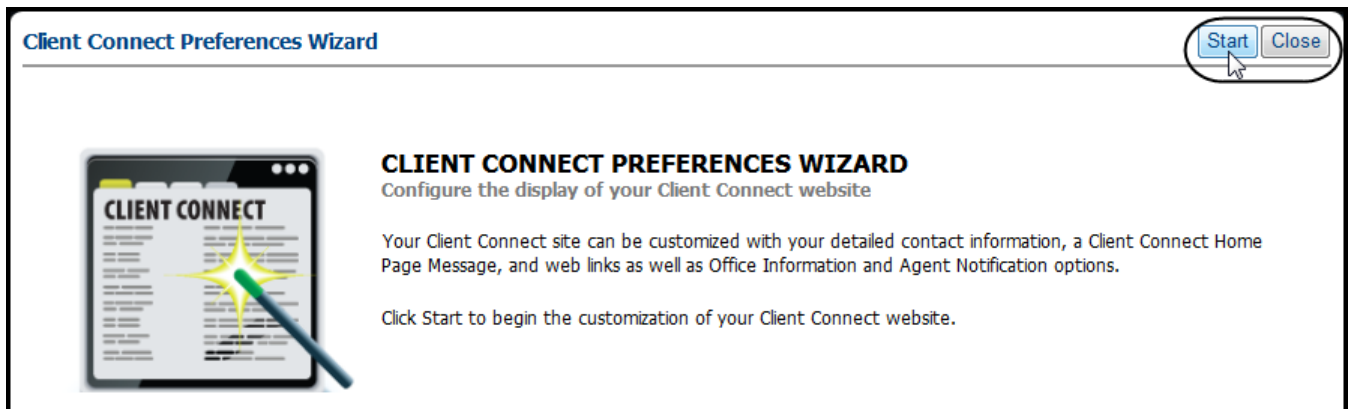 Client Connect Preferences Wizard
Start Close
CLIENT CONNECT PREFERENCES WIZARD
Configure the display of your Client Connect website
CLIENT CONNECT
Your Client Connect site can be customized with your detailed contact information, a Client Connect Home
Page Message, and web links as well as Office Information and Agent Notification options.
Click Start to begin the customization of your Client Connect website.